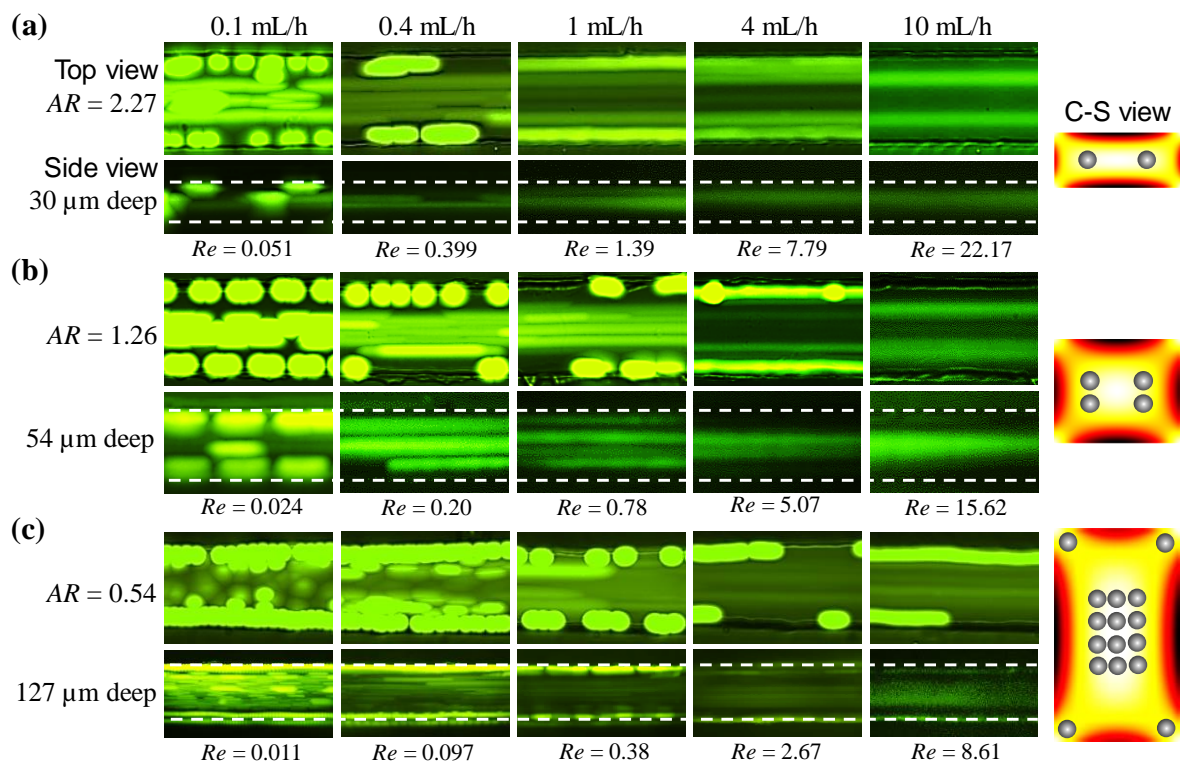 (a)
0.1 mL/h 0.4 mL/h 1 mL/h 4 mL/h 10 mL/h
Top view
AR = 2.27
C-S view
Side view
30 µm deep
Re = 0.051 Re = 0.399 Re = 1.39 Re = 7.79 Re = 22.17
(b)
AR = 1.26
54 µm deep
Re = 0.024 Re = 0.20 Re = 0.78 Re = 5.07 Re = 15.62
(c)
AR = 0.54
127 µm deep
Re = 0.011 Re = 0.097 Re = 0.38 Re = 2.67 Re = 8.61